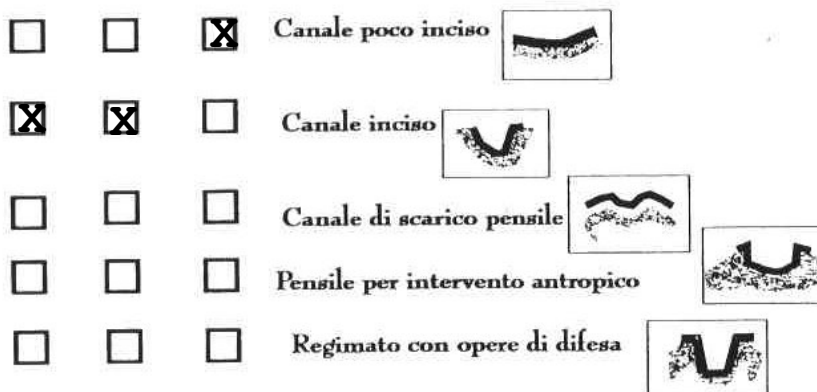 ☐ ☐ ☒ Canale poco inciso
☒ ☒ ☐ Canale inciso
☐ ☐ ☐ Canale di scarico pensile
☐ ☐ ☐ Pensile per intervento antropico
☐ ☐ ☐ Regimato con opere di difesa